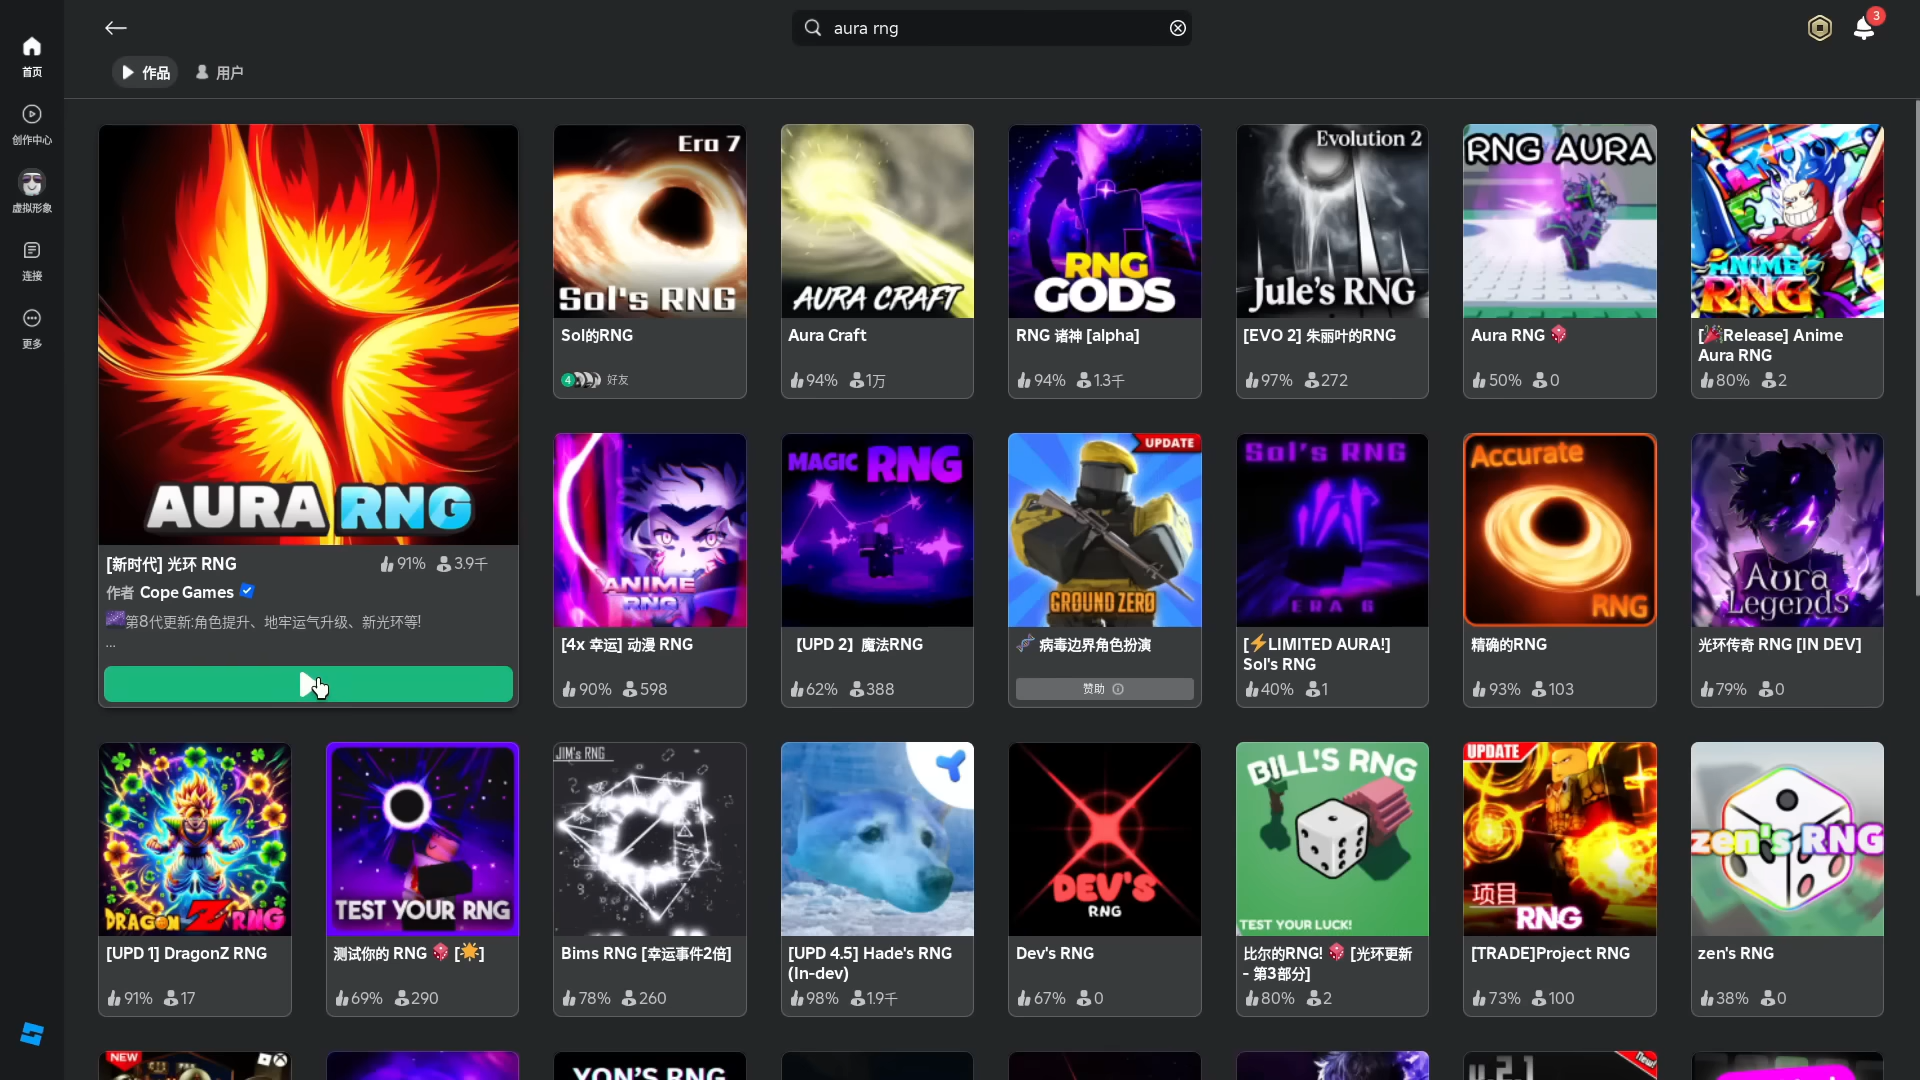 aura rng
3
首页
作品
用户
创作中心
虚拟形象
连接
更多
AURA RNG
[新时代] 光环 RNG
91%
3.9千
作者 Cope Games
第8代更新:角色提升、地牢运气升级、新光环等!
...
Era 7
Sol's RNG
Sol的RNG
4
好友
AURA CRAFT
Aura Craft
94%
1万
RNG
GODS
RNG 诸神 [alpha]
94%
1.3千
Evolution 2
Jule's RNG
[EVO 2] 朱丽叶的RNG
97%
272
RNG AURA
Aura RNG
50%
0
ANIME
RNG
[🎉Release] Anime
Aura RNG
80%
2
ANIME
RNG
[4x 幸运] 动漫 RNG
90%
598
MAGIC RNG
【UPD 2】魔法RNG
62%
388
UPDATE
GROUND ZERO
病毒边界角色扮演
赞助
Sol's RNG
ERA 6
[⚡LIMITED AURA!]
Sol's RNG
40%
1
Accurate
RNG
精确的RNG
93%
103
Aura
Legends
光环传奇 RNG [IN DEV]
79%
0
DRAGON Z RNG
[UPD 1] DragonZ RNG
91%
17
TEST YOUR RNG
测试你的 RNG 🎲 [🌟]
69%
290
JIM's RNG
Bims RNG [幸运事件2倍]
78%
260
[UPD 4.5] Hade's RNG
(In-dev)
98%
1.9千
DEV'S
RNG
Dev's RNG
67%
0
BILL'S RNG
TEST YOUR LUCK!
比尔的RNG! 🎲 [光环更新
- 第3部分]
80%
2
UPDATE
项目
RNG
[TRADE]Project RNG
73%
100
zen's RNG
zen's RNG
38%
0
NEW
YON'S RNG
New!